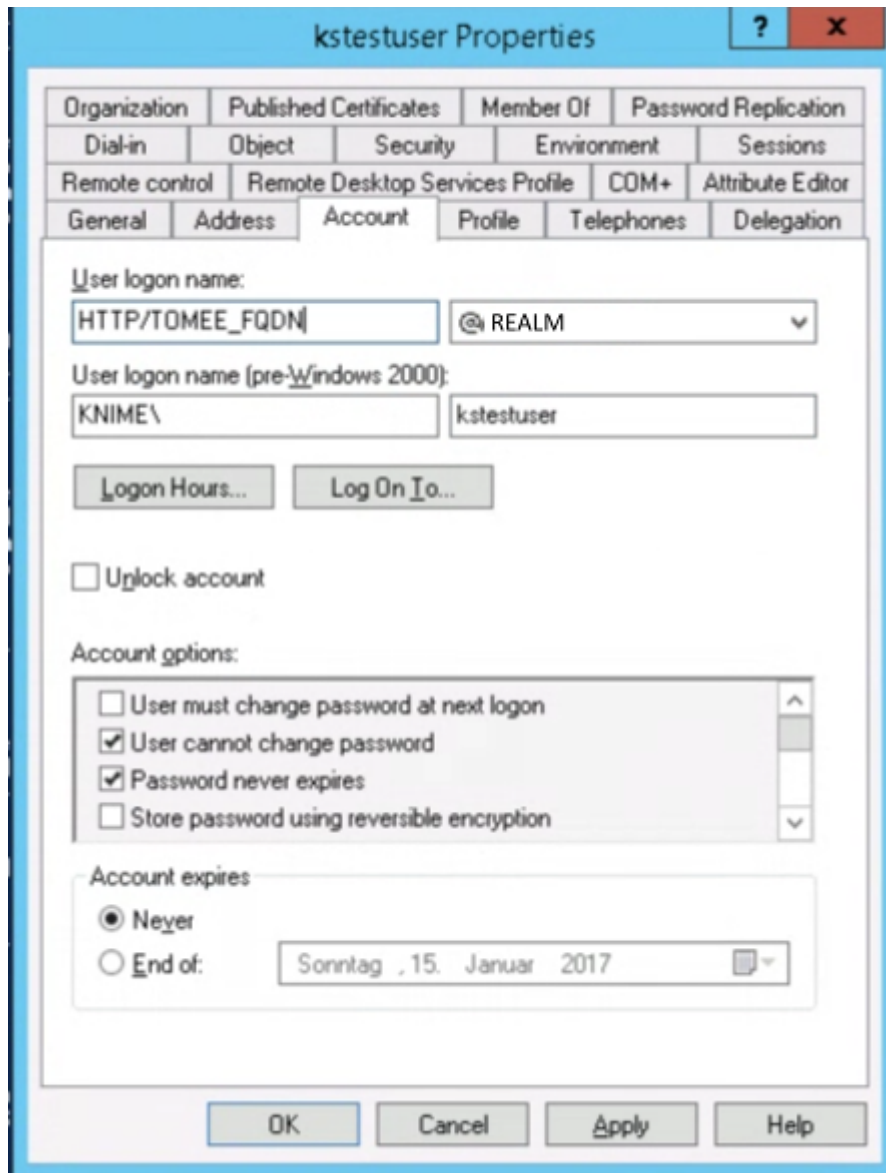 kstestuser Properties ? x
Organization Published Certificates Member Of Password Replication
Dial-in Object Security Environment Sessions
Remote control Remote Desktop Services Profile COM+ Attribute Editor
General Address Account Profile Telephones Delegation
User logon name:
HTTP/TOMEE_FQDN @ REALM
User logon name (pre-Windows 2000):
KNIME\ kstestuser
Logon Hours... Log On To...
Unlock account
Account options:
User must change password at next logon
User cannot change password
Password never expires
Store password using reversible encryption
Account expires
Never
End of: Sonntag , 15. Januar 2017
OK Cancel Apply Help